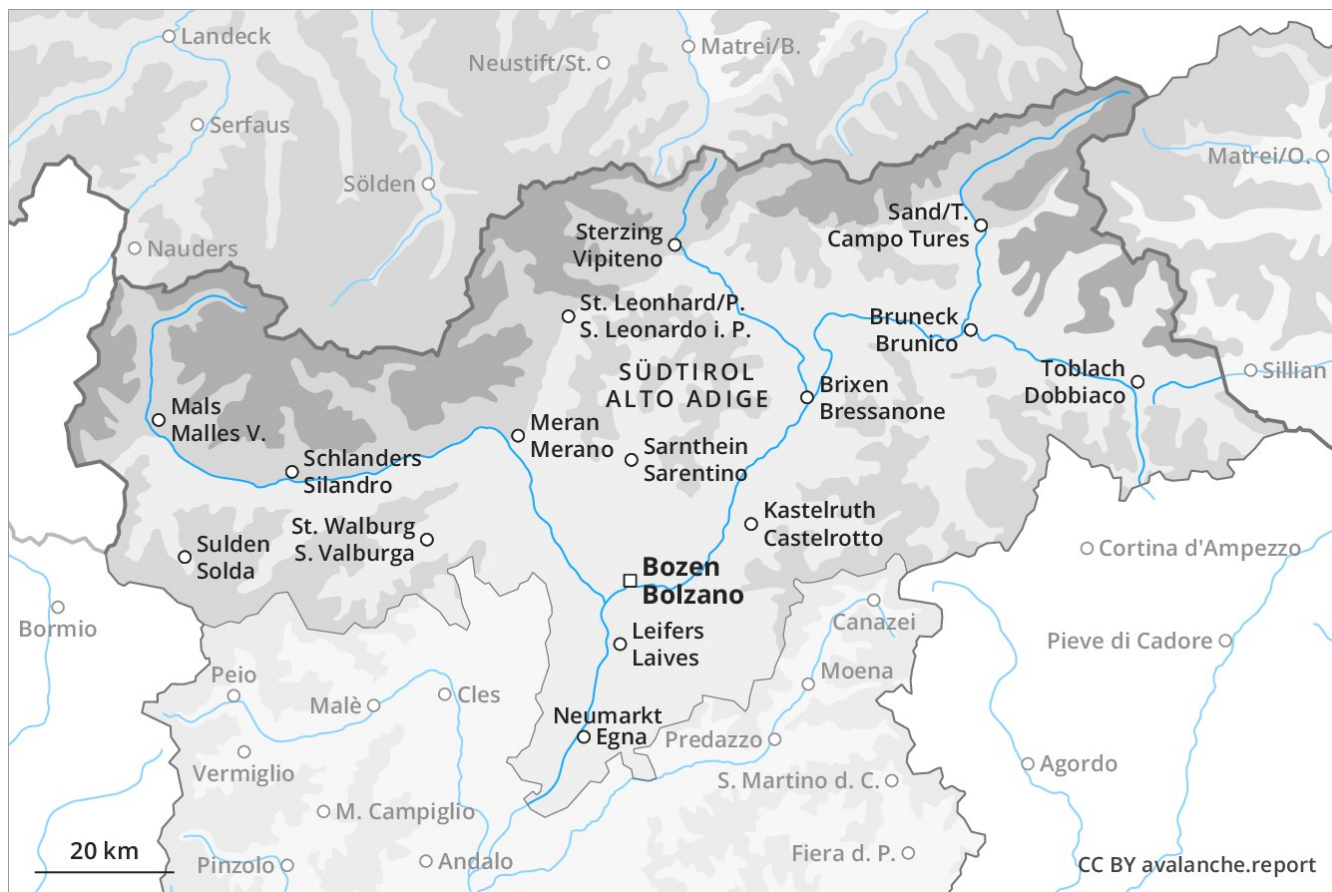 Landeck
Matrei/B.
Neustift/St.
Serfaus
Matrei/O.
Sölden
Sand/T.
Campo Tures
Sterzing
Vipiteno
Nauders
St. Leonhard/P.
S. Leonardo i. P.
Bruneck
Brunico
SÜDTIROL
ALTO ADIGE
Toblach
Dobbiaco
Sillian
Brixen
Bressanone
Mals
Malles V.
Meran
Merano
Sarnthein
Sarentino
Schlanders
Silandro
Kastelruth
Castelrotto
St. Walburg
S. Valburga
Sulden
Solda
Cortina d'Ampezzo
Bozen
Bolzano
Canazei
Bormio
Leifers
Laives
Pieve di Cadore
Peio
Moena
Malè
Cles
Neumarkt
Egna
Predazzo
Vermiglio
Agordo
S. Martino d. C.
M. Campiglio
20 km
Pinzolo
Andalo
Fiera d. P.
CC BY avalanche.report